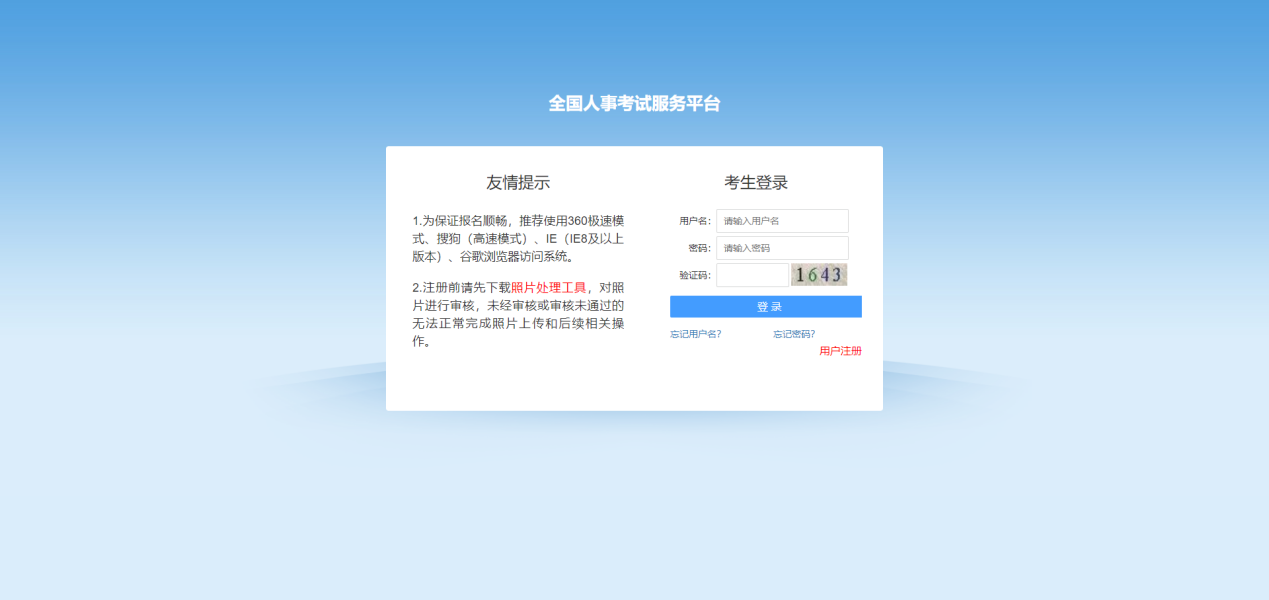 全国人事考试服务平台
友情提示
1.为保证报名顺畅，推荐使用360极速模
式、搜狗（高速模式）、IE（IE8及以上
版本）、谷歌浏览器访问系统。
2.注册前请先下载照片处理工具，对照
片进行审核，未经审核或审核未通过的
无法正常完成照片上传和后续相关操
作。
考生登录
用户名： 请输入用户名
密码： 请输入密码
验证码： 1643
登 录
忘记用户名？ 忘记密码？
用户注册